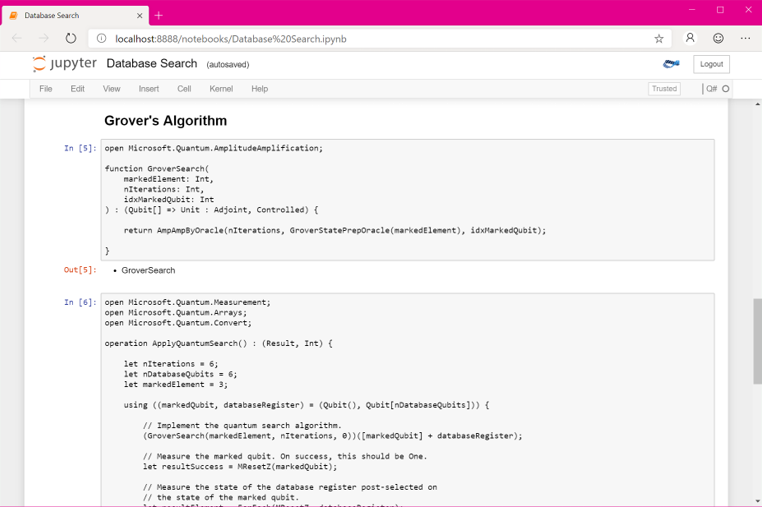 Database Search
localhost:8888/notebooks/Database%20Search.ipynb
jupyter Database Search (autosaved)
Logout
File Edit View Insert Cell Kernel Help
Trusted
Q#
Grover's Algorithm
In [5]:
open Microsoft.Quantum.AmplitudeAmplification;
function GroverSearch(
markedElement: Int,
nIterations: Int,
idxMarkedQubit: Int
) : (Qubit[] => Unit : Adjoint, Controlled) {
return AmpAmpByOracle(nIterations, GroverStatePrepOracle(markedElement), idxMarkedQubit);
}
Out[5]:
• GroverSearch
In [6]:
open Microsoft.Quantum.Measurement;
open Microsoft.Quantum.Arrays;
open Microsoft.Quantum.Convert;
operation ApplyQuantumSearch() : (Result, Int) {
let nIterations = 6;
let nDatabaseQubits = 6;
let markedElement = 3;
using ((markedQubit, databaseRegister) = (Qubit(), Qubit[nDatabaseQubits])) {
// Implement the quantum search algorithm.
(GroverSearch(markedElement, nIterations, 0))([markedQubit] + databaseRegister);
// Measure the marked qubit. On success, this should be One.
let resultSuccess = MResetZ(markedQubit);
// Measure the state of the database register post-selected on
// the state of the marked qubit.